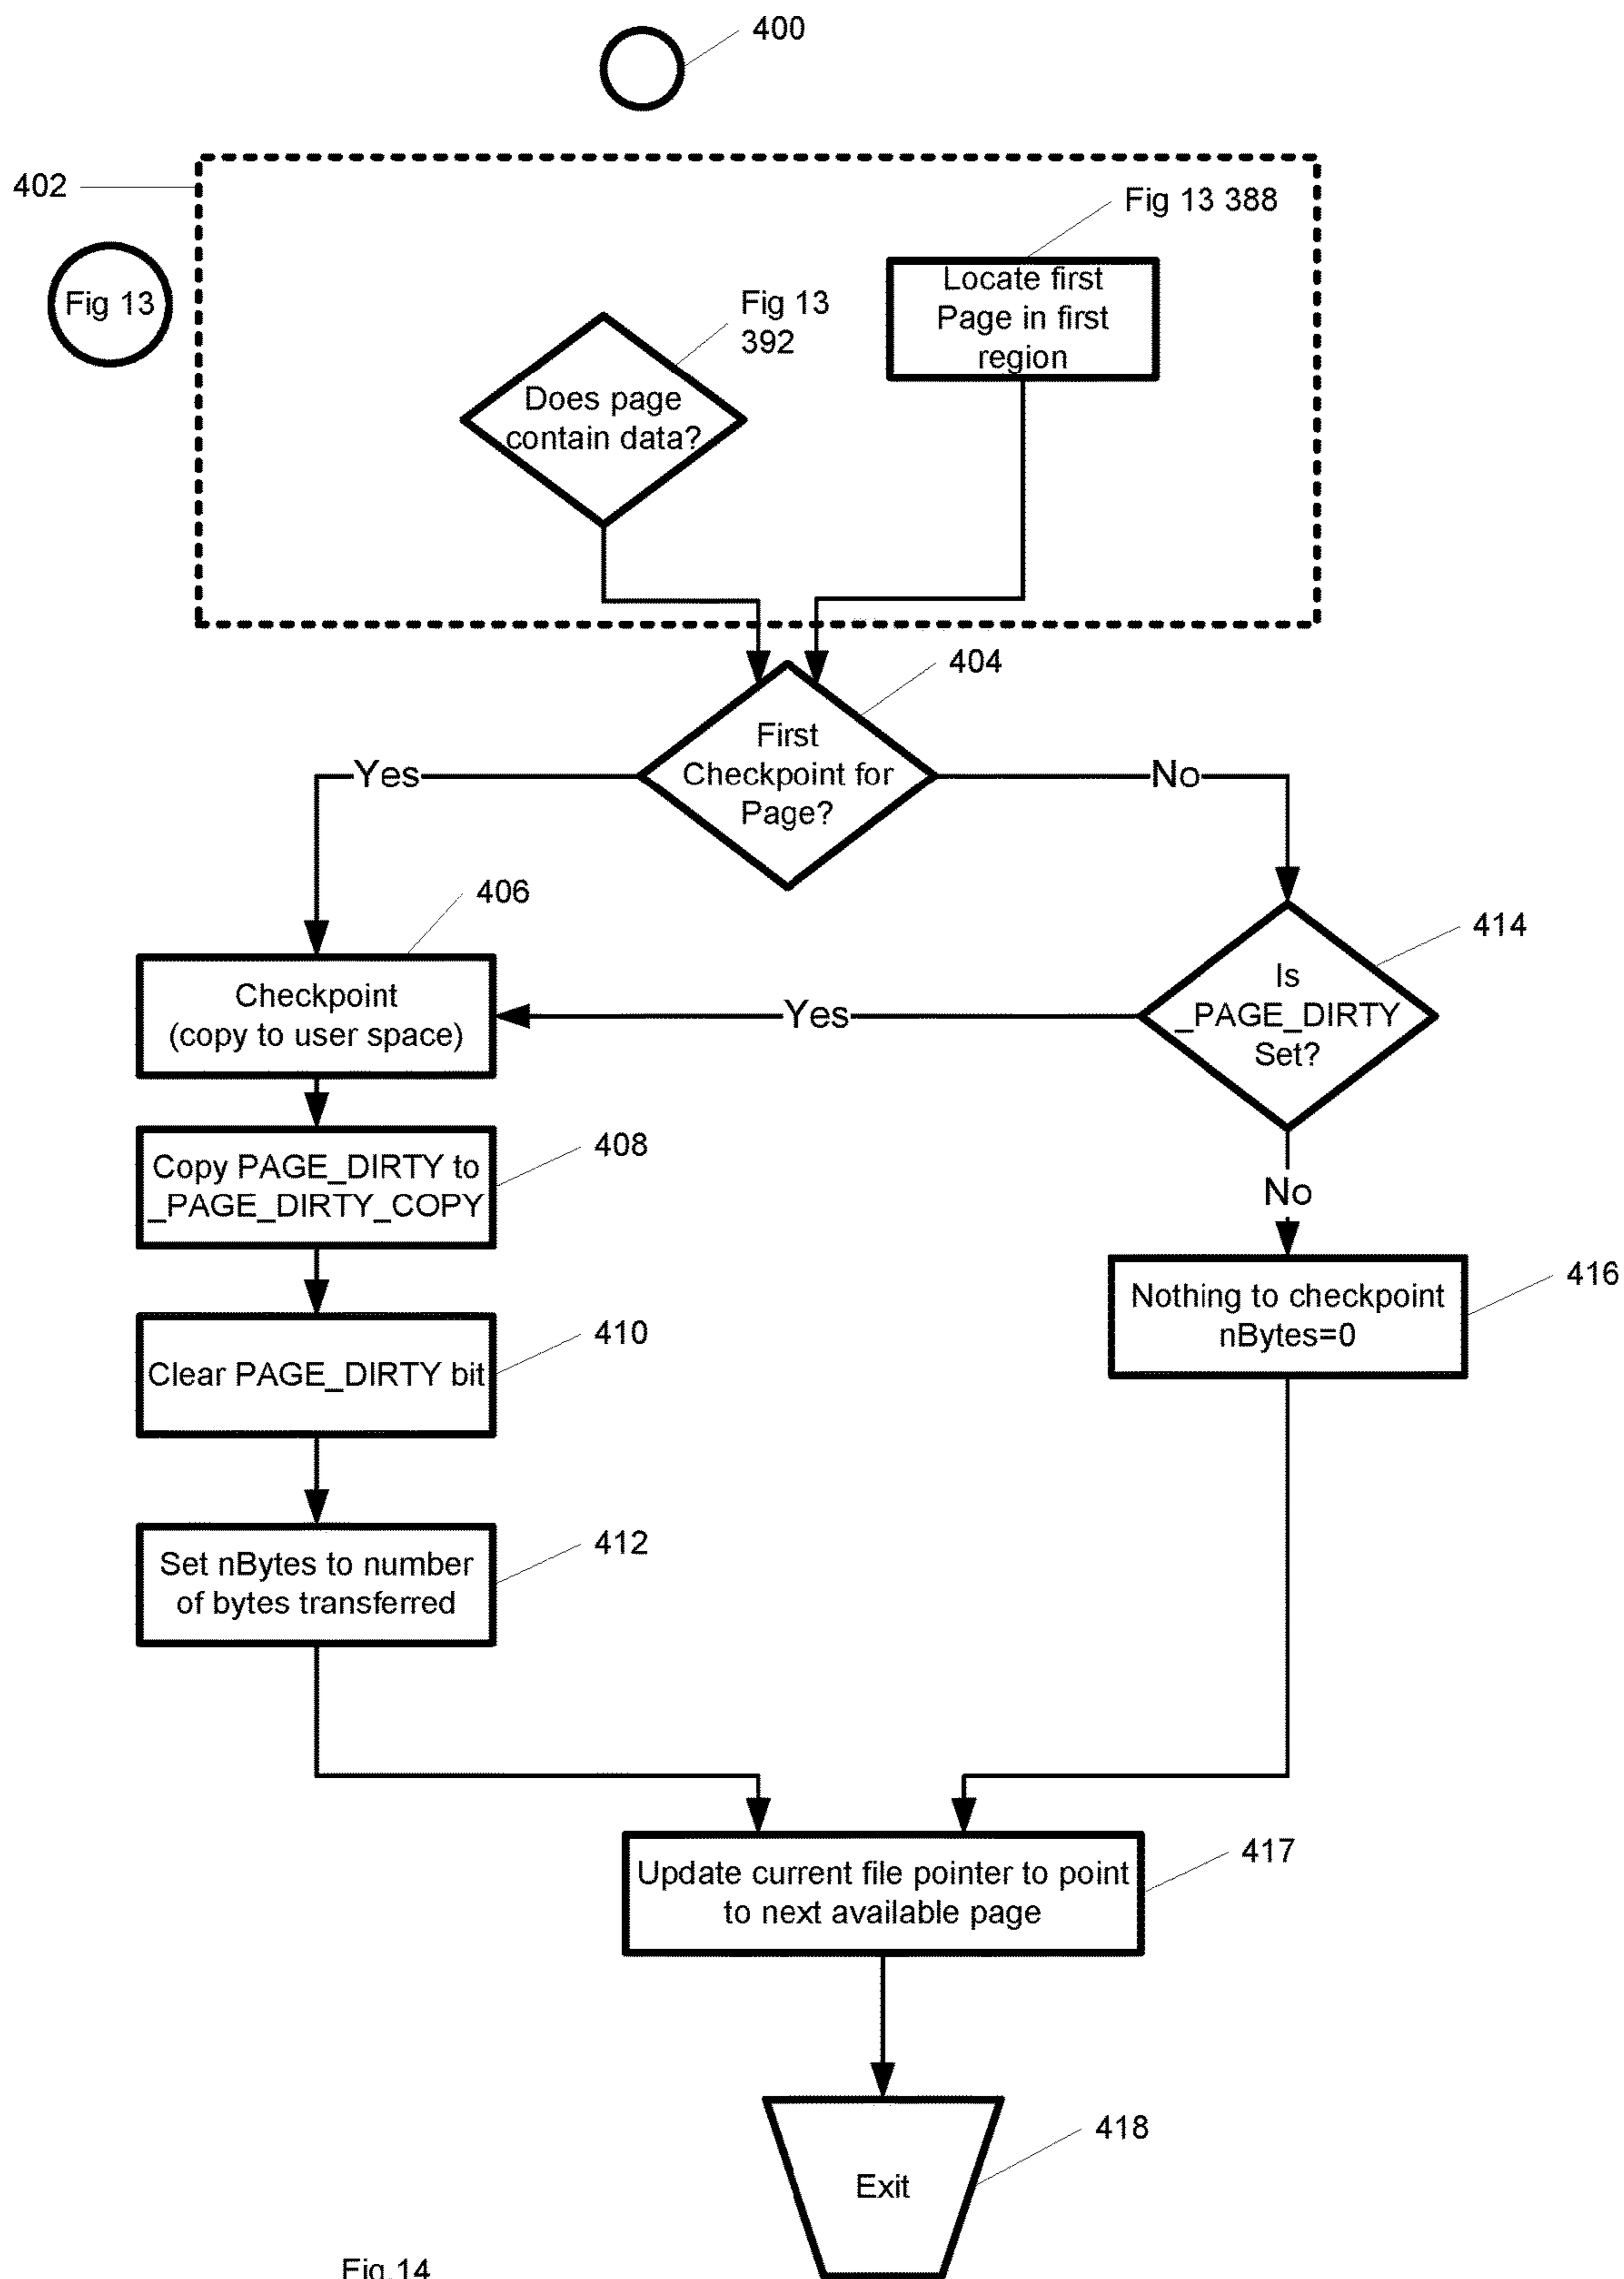 400
402
Fig 13 388
Fig 13
Locate first
Page in first
region
Fig 13
392
Does page
contain data?
404
First
Checkpoint for
Page?
Yes
No
406
414
Checkpoint
(copy to user space)
Yes
Is
_PAGE_DIRTY
Set?
408
Copy PAGE_DIRTY to
_PAGE_DIRTY_COPY
No
416
Nothing to checkpoint
nBytes=0
410
Clear PAGE_DIRTY bit
412
Set nBytes to number
of bytes transferred
417
Update current file pointer to point
to next available page
418
Exit
Fig.14